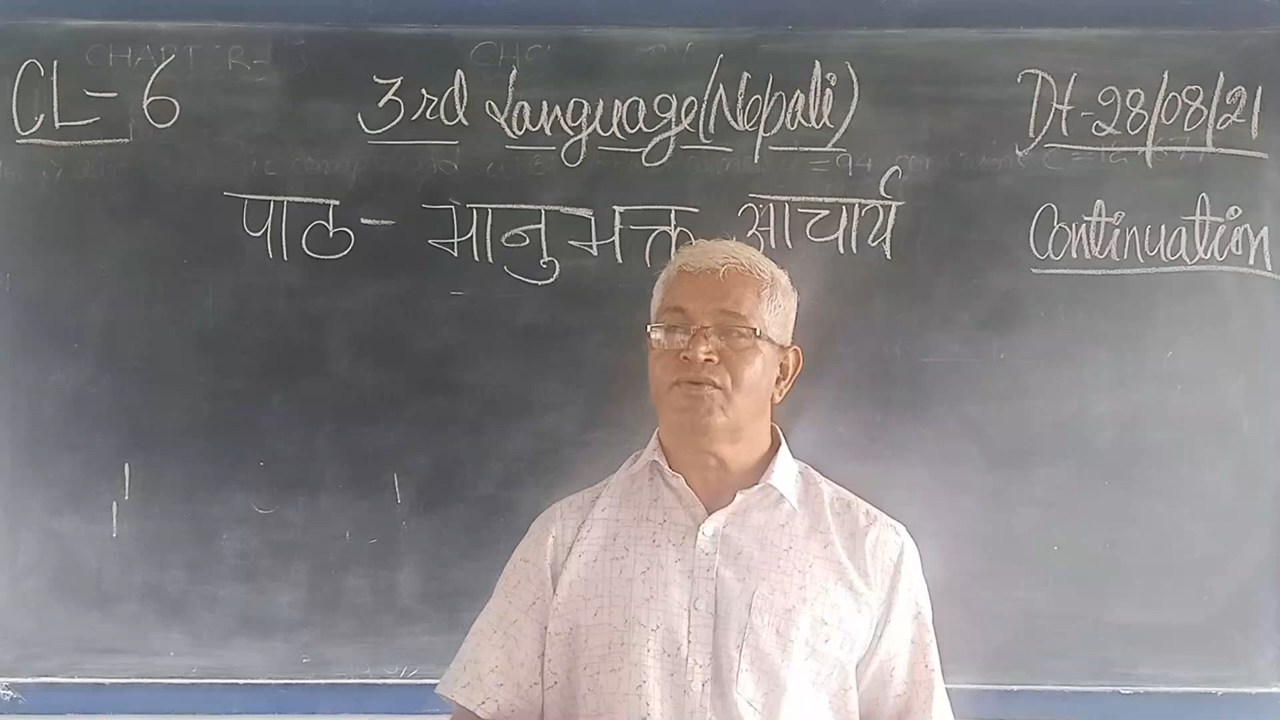 CL-6 3rd Language (Nepali) Dt-28/08/21
पाठ- भानुभक्त आचार्य Continuation